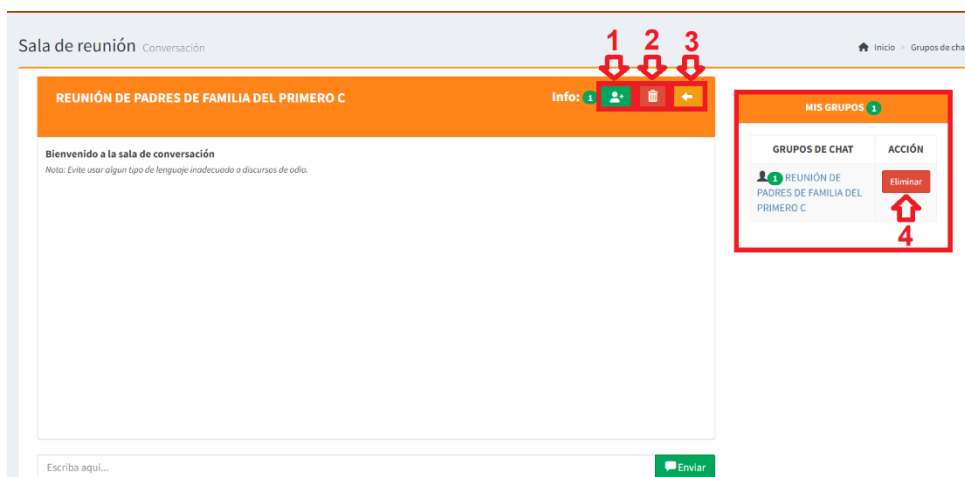 Sala de reunión Conversación
Inicio > Grupos de cha
1 2 3
REUNIÓN DE PADRES DE FAMILIA DEL PRIMERO C
Info: 1
Bienvenido a la sala de conversación
Nota: Evite usar algun tipo de lenguaje inadecuado o discursos de odio.
MIS GRUPOS 1
GRUPOS DE CHAT ACCIÓN
1 REUNIÓN DE
PADRES DE FAMILIA DEL
PRIMERO C
Eliminar
4
Escriba aqui...
Enviar